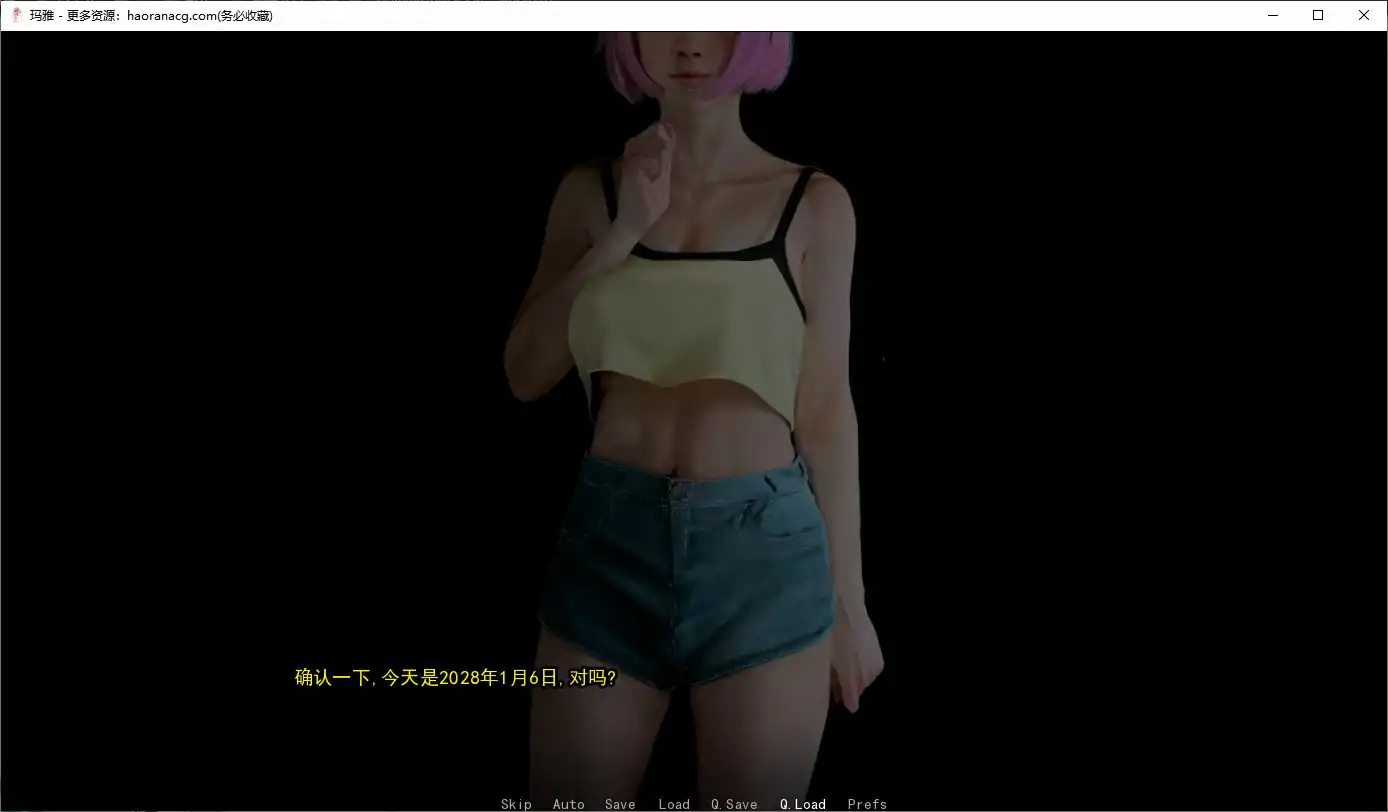 玛雅 - 更多资源：haoranacg.com(务必收藏)
确认一下, 今天是2028年1月6日, 对吗?
Skip Auto Save Load Q.Save Q.Load Prefs